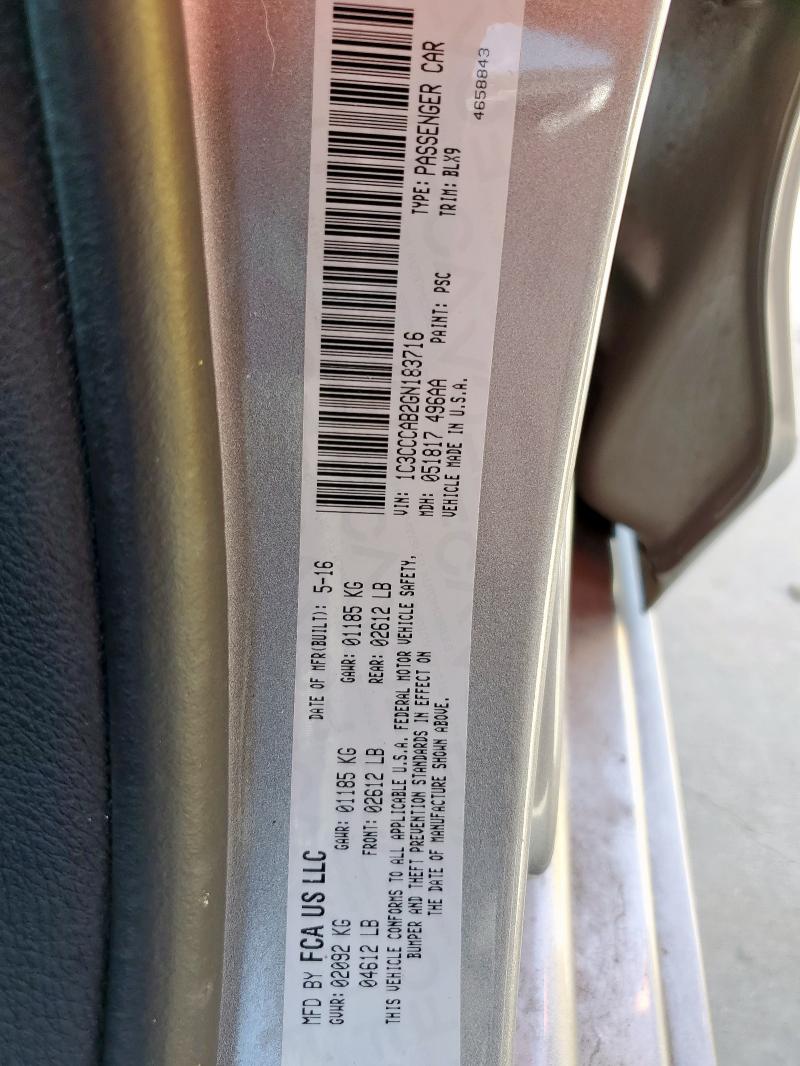 MFD BY FCA US LLC
DATE OF MFR(BUILT): 5-16
GVWR: 02092 KG
GAWR: 01185 KG
GAWR: 01185 KG
04612 LB
FRONT: 02612 LB
REAR: 02612 LB
THIS VEHICLE CONFORMS TO ALL APPLICABLE U.S.A. FEDERAL MOTOR VEHICLE SAFETY,
BUMPER AND THEFT PREVENTION STANDARDS IN EFFECT ON
THE DATE OF MANUFACTURE SHOWN ABOVE.
VIN: 1C3CCCAB2GN183716
TYPE: PASSENGER CAR
MDH: 051817 496AA
PAINT: PSC
TRIM: BLX9
VEHICLE MADE IN U.S.A.
4658843